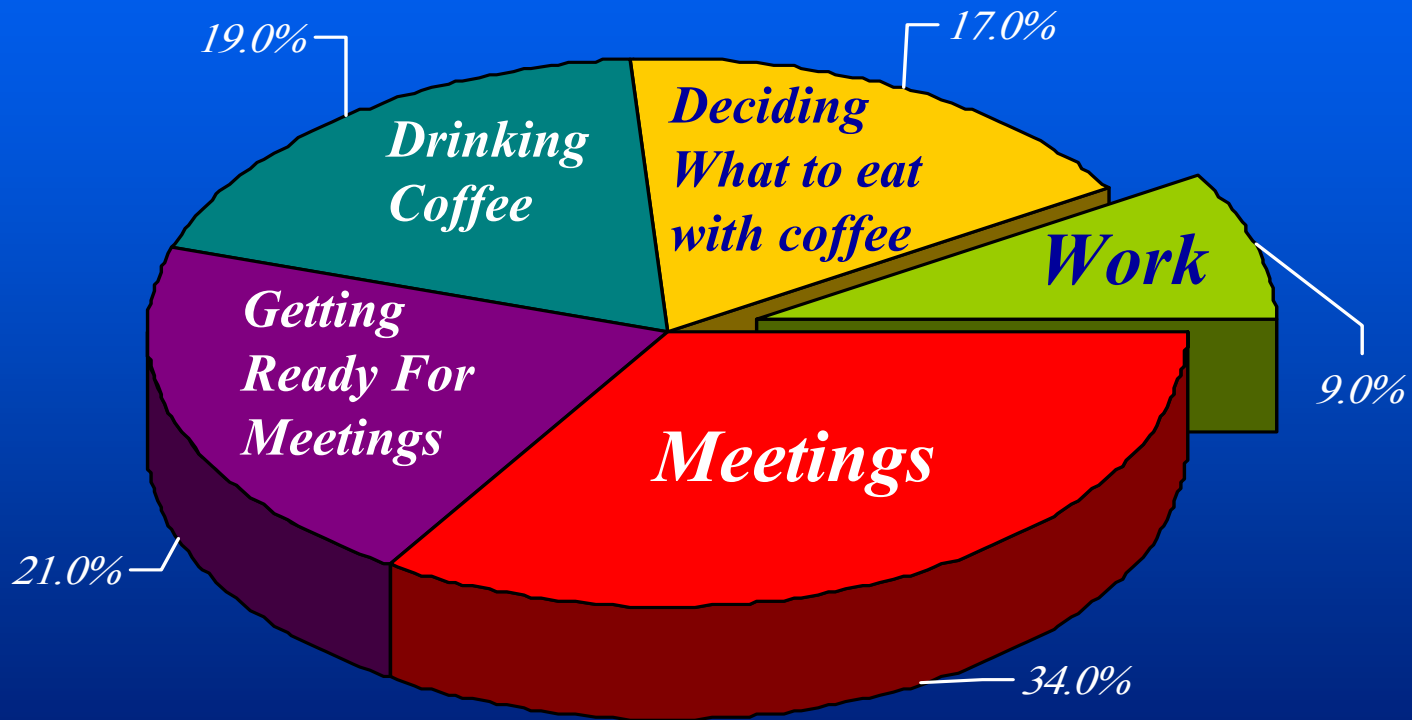 19.0%
17.0%
Drinking
Coffee
Deciding
What to eat
with coffee
Work
9.0%
Getting
Ready For
Meetings
Meetings
21.0%
34.0%